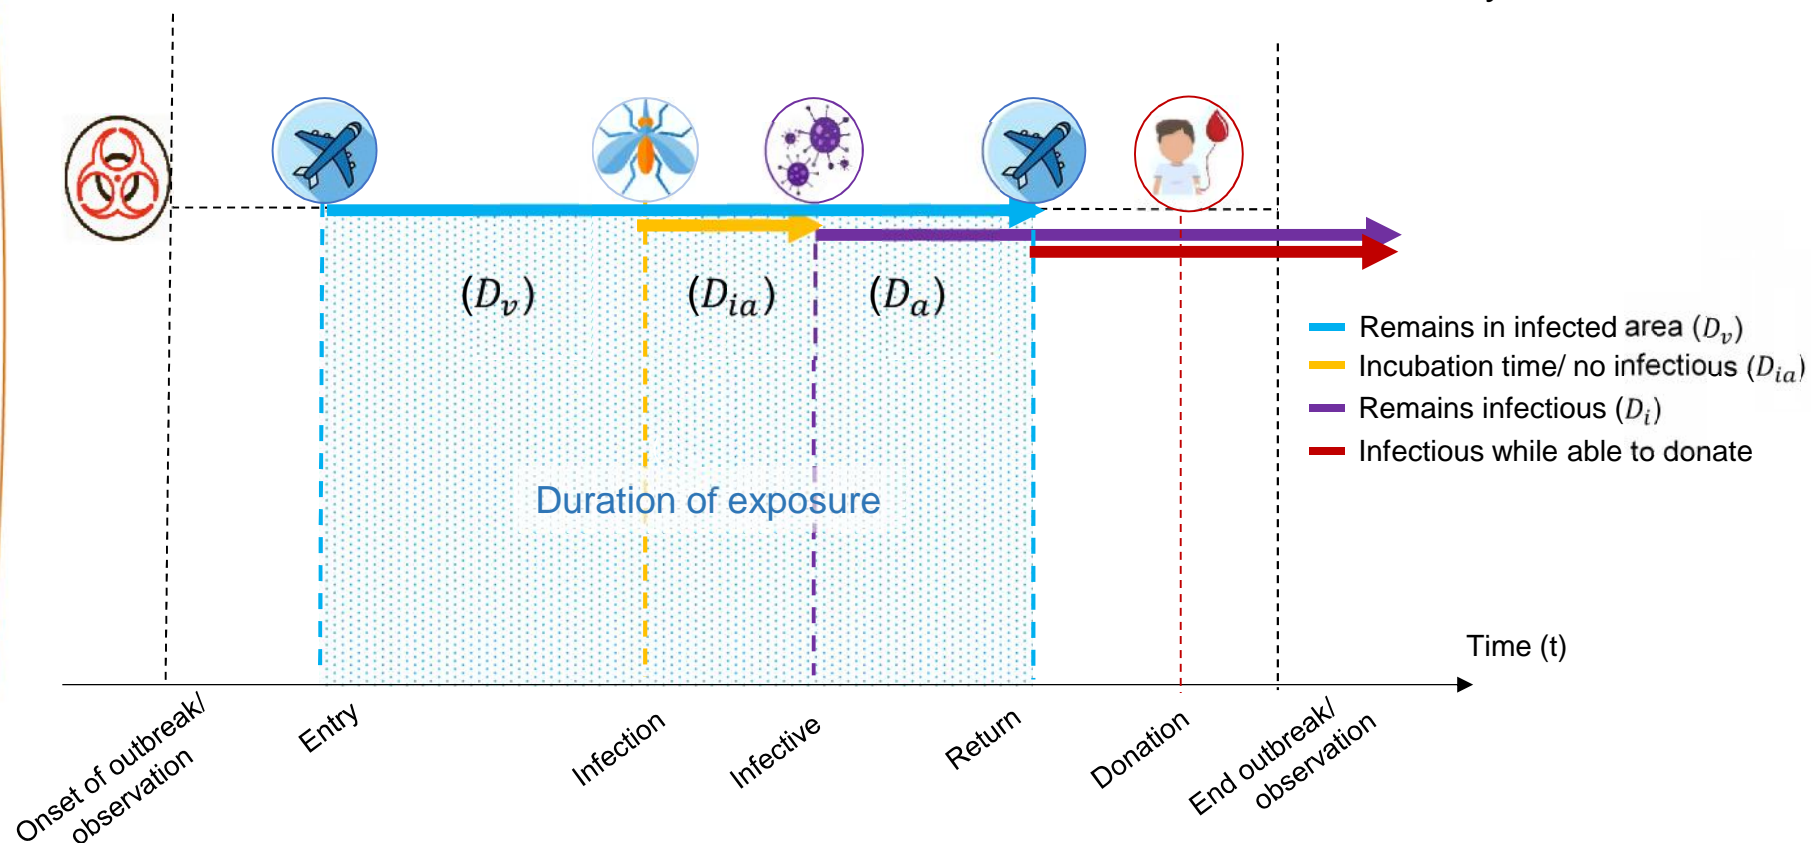 (D_v)
(D_ia)
(D_a)
Duration of exposure
Remains in infected area (D_v)
Incubation time/ no infectious (D_ia)
Remains infectious (D_i)
Infectious while able to donate
Time (t)
Onset of outbreak/
observation
Entry
Infection
Infective
Return
Donation
End outbreak/
observation